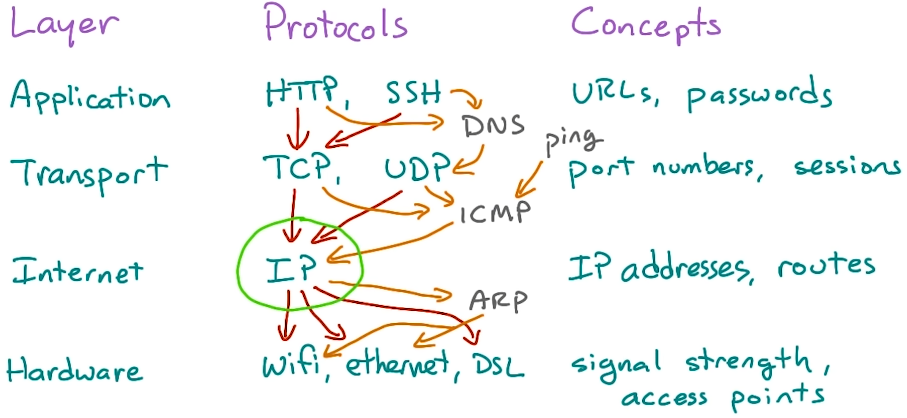 Layer Protocols Concepts
Application HTTP, SSH URLs, passwords
DNS
ping
Transport TCP, UDP port numbers, sessions
ICMP
Internet IP IP addresses, routes
ARP
Hardware Wifi, ethernet, DSL signal strength,
access points